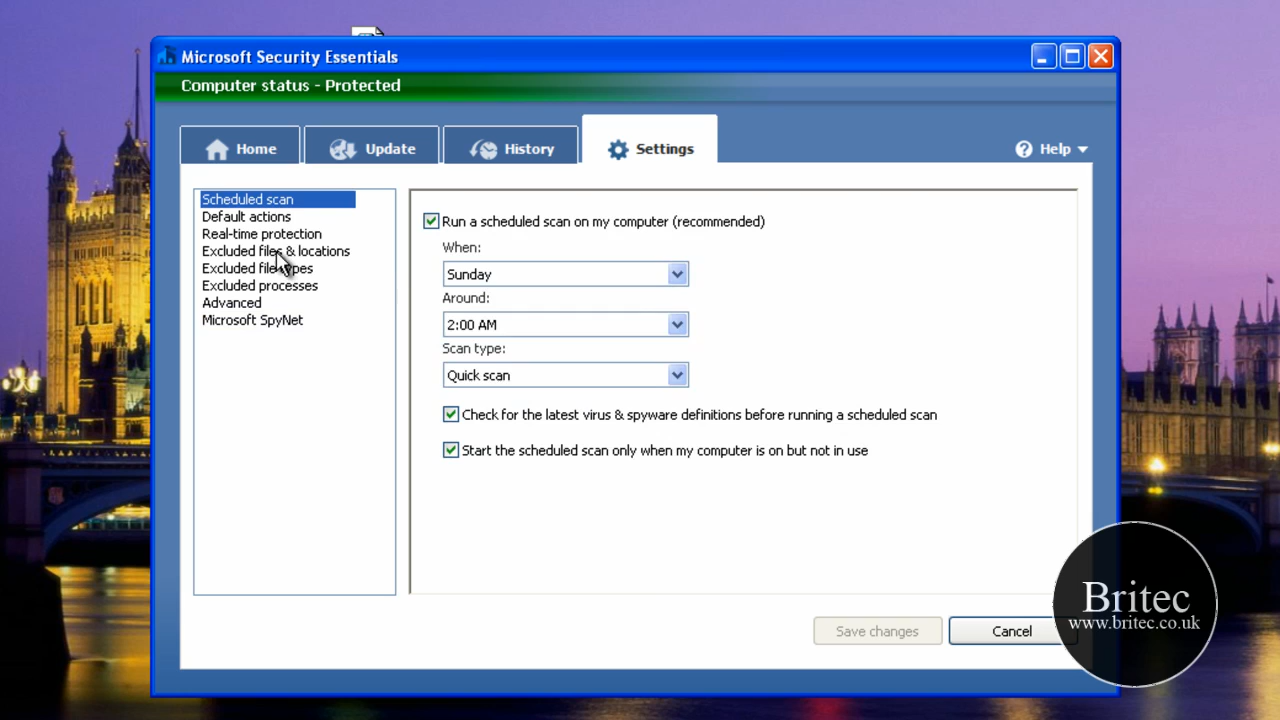 Microsoft Security Essentials
Computer status - Protected
Home
Update
History
Settings
Help
Scheduled scan
Default actions
Real-time protection
Excluded files & locations
Excluded file types
Excluded processes
Advanced
Microsoft SpyNet
Run a scheduled scan on my computer (recommended)
When:
Sunday
Around:
2:00 AM
Scan type:
Quick scan
Check for the latest virus & spyware definitions before running a scheduled scan
Start the scheduled scan only when my computer is on but not in use
Save changes
Cancel
Britec
www.britec.co.uk